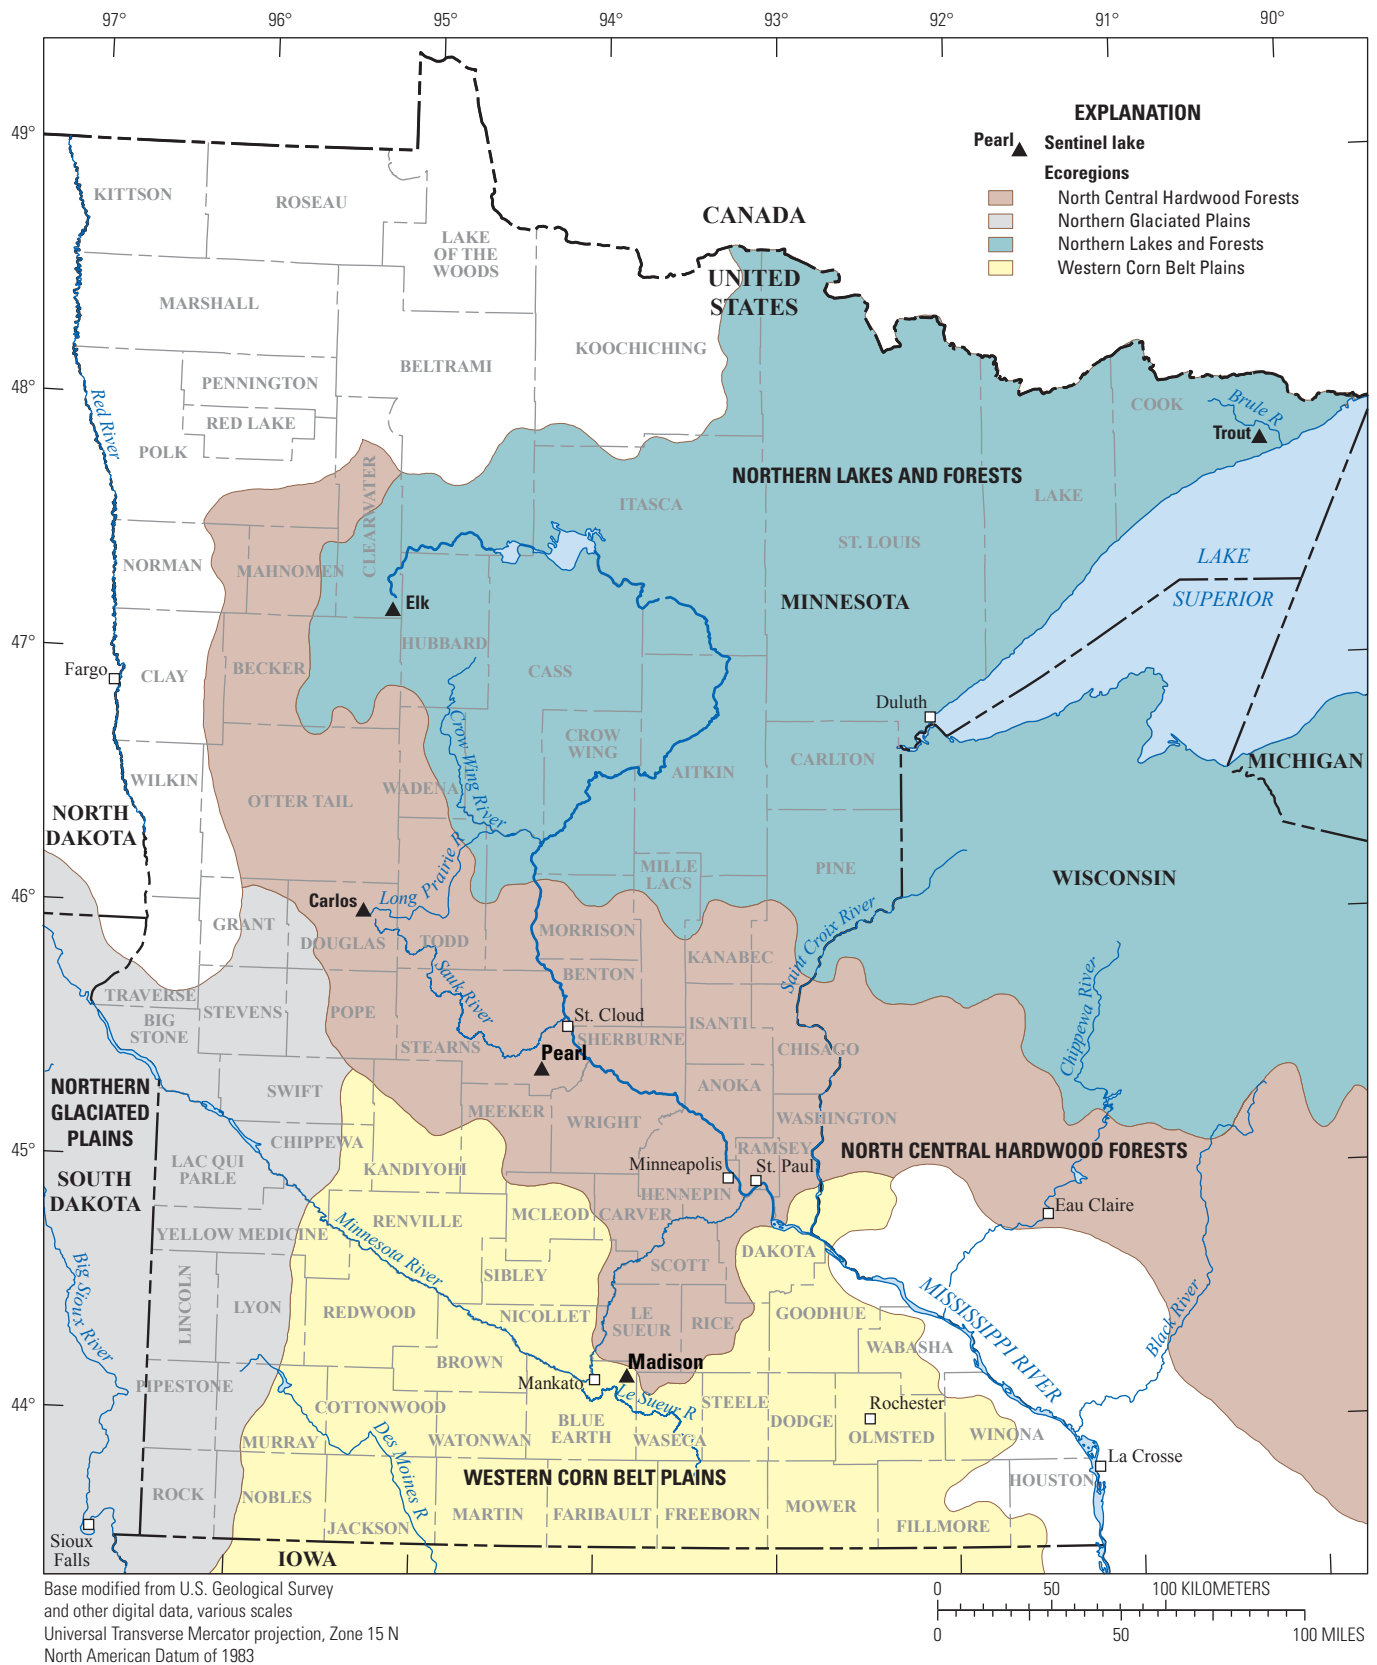 97°
96°
95°
94°
93°
92°
91°
90°
49°
48°
47°
46°
45°
44°
EXPLANATION
Pearl
Sentinel lake
Ecoregions
North Central Hardwood Forests
Northern Glaciated Plains
Northern Lakes and Forests
Western Corn Belt Plains
CANADA
UNITED
STATES
KITTSON
ROSEAU
LAKE
OF THE
WOODS
MARSHALL
KOOCHICHING
BELTRAMI
PENNINGTON
RED LAKE
POLK
Red River
COOK
Brule R
Trout
CLEARWATER
NORTHERN LAKES AND FORESTS
ITASCA
LAKE
ST. LOUIS
NORMAN
MAHNOMEN
LAKE
SUPERIOR
Elk
MINNESOTA
HUBBARD
Fargo
CLAY
BECKER
CASS
Duluth
Crow Wing River
CROW
WING
AITKIN
CARLTON
MICHIGAN
WILKIN
WADENA
OTTER TAIL
NORTH
DAKOTA
Long Prairie R
MILLE
LACS
PINE
WISCONSIN
Carlos
GRANT
DOUGLAS
TODD
MORRISON
KANABEC
Saint Croix River
BENTON
TRAVERSE
STEVENS
POPE
Sauk River
BIG
STONE
St. Cloud
SHERBURNE
ISANTI
CHISAGO
Chippewa River
STEARNS
Pearl
NORTHERN
GLACIATED
PLAINS
SWIFT
ANOKA
MEEKER
WRIGHT
WASHINGTON
CHIPPEWA
RAMSEY
NORTH CENTRAL HARDWOOD FORESTS
LAC QUI
PARLE
KANDIYOHI
Minneapolis
St. Paul
HENNEPIN
SOUTH
DAKOTA
Eau Claire
RENVILLE
MCLEOD
CARVER
YELLOW MEDICINE
Minnesota River
DAKOTA
SCOTT
SIBLEY
Big Sioux River
LINCOLN
LYON
REDWOOD
NICOLLET
LE
SUEUR
RICE
GOODHUE
MISSISSIPPI RIVER
Black River
WABASHA
BROWN
Madison
PIPESTONE
Mankato
Le Sueur R
COTTONWOOD
STEELE
Rochester
DODGE
OLMSTED
WINONA
MURRAY
Des Moines R
WATONWAN
BLUE
EARTH
WASECA
La Crosse
WESTERN CORN BELT PLAINS
HOUSTON
ROCK
NOBLES
JACKSON
MARTIN
FARIBAULT
FREEBORN
MOWER
FILLMORE
Sioux
Falls
IOWA
Base modified from U.S. Geological Survey
and other digital data, various scales
Universal Transverse Mercator projection, Zone 15 N
North American Datum of 1983
0
50
100 KILOMETERS
0
50
100 MILES